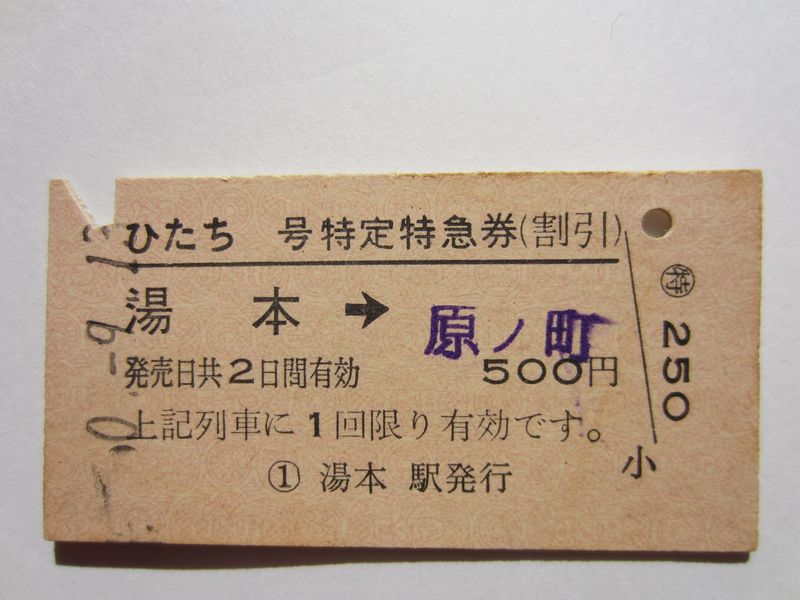 ひたち 号特定特急券(割引)
湯本➔原ノ町
発売日共2日間有効 500円
上記列車に1回限り有効です。
① 湯本 駅発行
㊕ 250
小